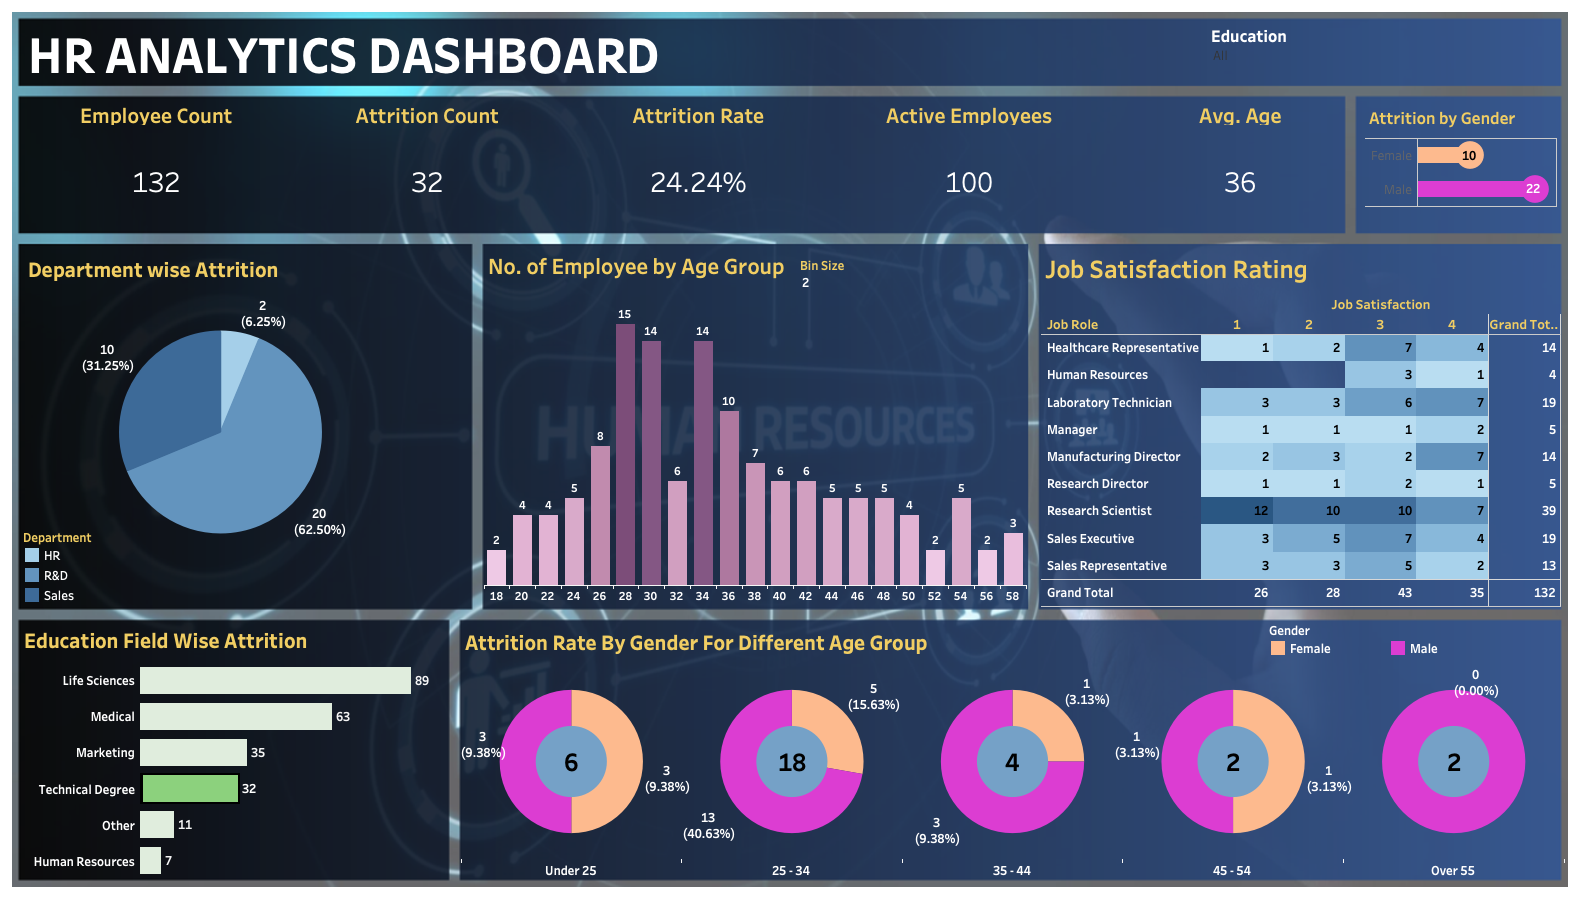 HR ANALYTICS DASHBOARD
Education
All
Employee Count
Attrition Count
Attrition Rate
Active Employees
Avg. Age
132
32
24.24%
100
36
Attrition by Gender
Female 10
Male 22
Department wise Attrition
2
(6.25%)
10
(31.25%)
20
(62.50%)
Department
HR
R&D
Sales
No. of Employee by Age Group
Bin Size
2
2 4 4 5 8 15 14 6 14 10 7 6 6 5 5 5 4 2 5 2 3
18 20 22 24 26 28 30 32 34 36 38 40 42 44 46 48 50 52 54 56 58
HUMAN RESOURCES
Job Satisfaction Rating
Job Satisfaction
Job Role 1 2 3 4 Grand Tot..
Healthcare Representative 1 2 7 4 14
Human Resources 3 1 4
Laboratory Technician 3 3 6 7 19
Manager 1 1 1 2 5
Manufacturing Director 2 3 2 7 14
Research Director 1 1 2 1 5
Research Scientist 12 10 10 7 39
Sales Executive 3 5 7 4 19
Sales Representative 3 3 5 2 13
Grand Total 26 28 43 35 132
Education Field Wise Attrition
Life Sciences 89
Medical 63
Marketing 35
Technical Degree 32
Other 11
Human Resources 7
Attrition Rate By Gender For Different Age Group
Gender
Female
Male
3
(9.38%)
6
3
(9.38%)
Under 25
5
(15.63%)
18
13
(40.63%)
25 - 34
1
(3.13%)
4
3
(9.38%)
35 - 44
1
(3.13%)
2
1
(3.13%)
45 - 54
0
(0.00%)
2
Over 55